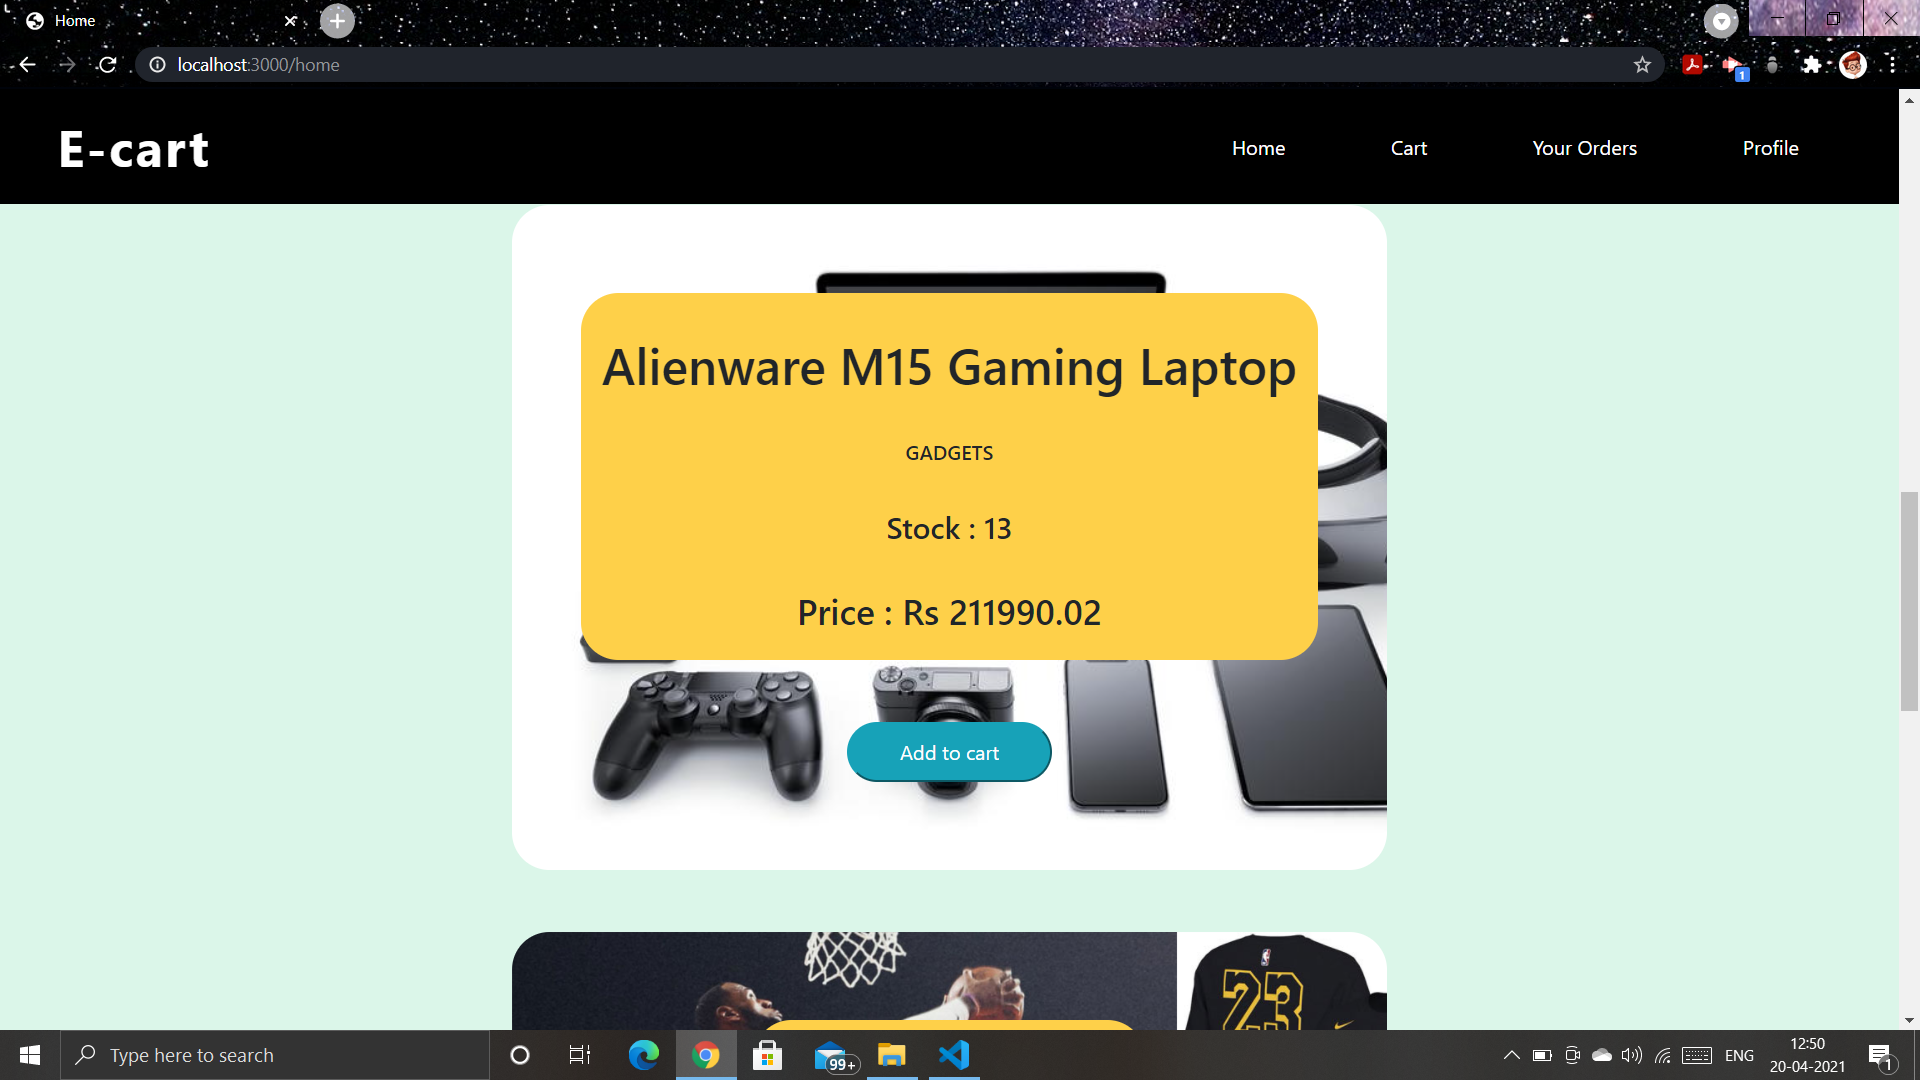 Home
localhost:3000/home
1
E-cart
Home Cart Your Orders Profile
Alienware M15 Gaming Laptop
GADGETS
Stock : 13
Price : Rs 211990.02
Add to cart
23
Type here to search
99+
ENG
12:50
20-04-2021
1